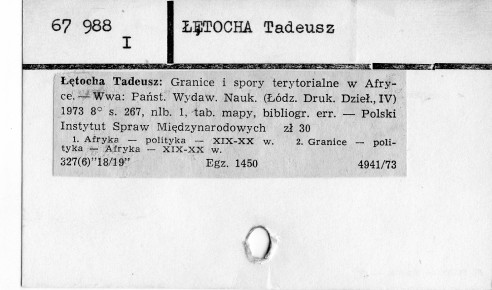 67 988
I
ŁĘTOCHA Tadeusz
Łętocha Tadeusz: Granice i spory terytorialne w Afry-
ce. — Wwa: Państ. Wydaw. Nauk. (Łódz. Druk. Dzieł., IV)
1973 8° s. 267, nlb. 1, tab. mapy, bibliogr. err. — Polski
Instytut Spraw Międzynarodowych zł 30
1. Afryka — polityka — XIX-XX w. 2. Granice — poli-
tyka — Afryka — XIX-XX w.
327(6)"18/19" Egz. 1450 4941/73